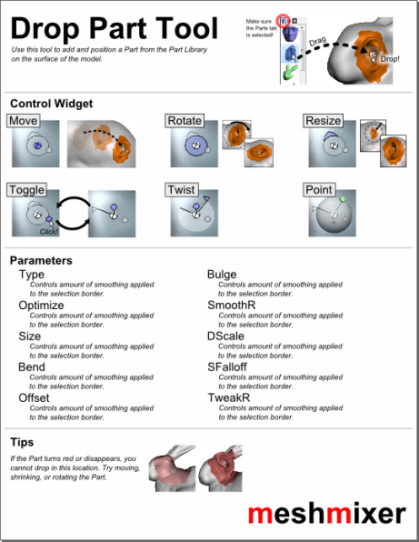 Drop Part Tool
Use this tool to add and position a Part from the Part Library
on the surface of the model.
Make sure
the Parts tab
is selected!
Drag
Drop!
Control Widget
Move
Rotate
Resize
Toggle
Click!
Twist
Point
Parameters
Type
Controls amount of smoothing applied
to the selection border.
Optimize
Controls amount of smoothing applied
to the selection border.
Size
Controls amount of smoothing applied
to the selection border.
Bend
Controls amount of smoothing applied
to the selection border.
Offset
Controls amount of smoothing applied
to the selection border.
Bulge
Controls amount of smoothing applied
to the selection border.
SmoothR
Controls amount of smoothing applied
to the selection border.
DScale
Controls amount of smoothing applied
to the selection border.
SFalloff
Controls amount of smoothing applied
to the selection border.
TweakR
Controls amount of smoothing applied
to the selection border.
Tips
If the Part turns red or disappears, you
cannot drop in this location. Try moving,
shrinking, or rotating the Part.
meshmixer